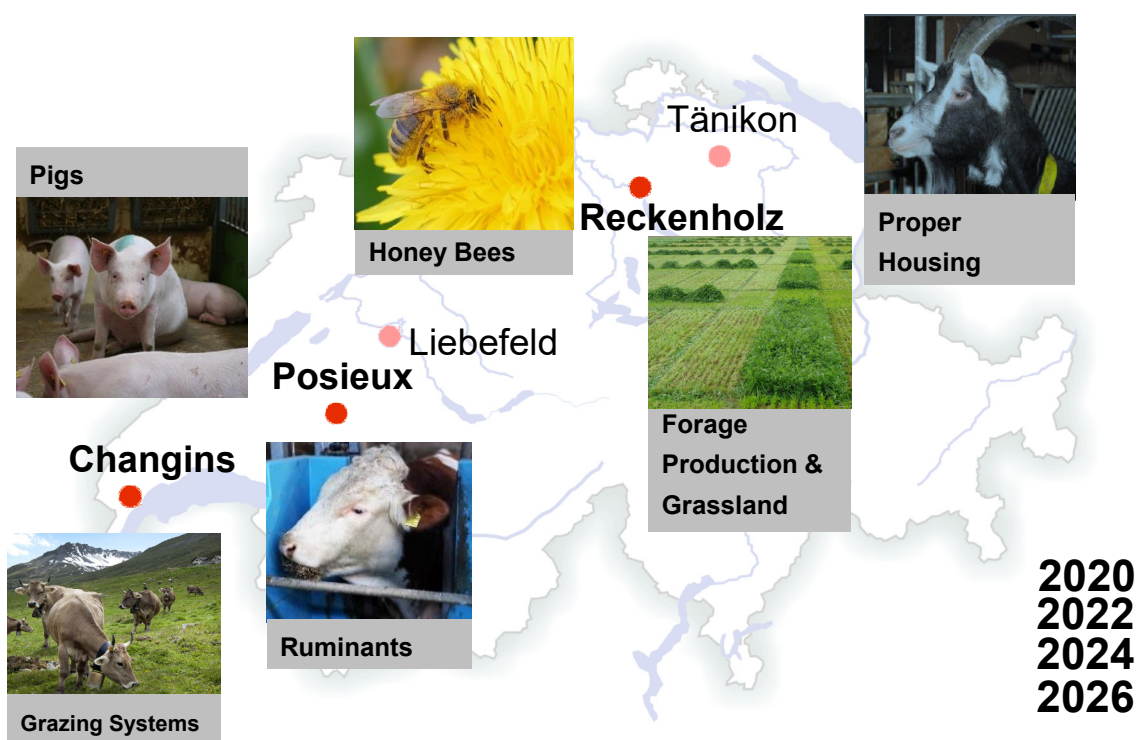 Tänikon
Pigs
Reckenholz
Proper
Housing
Honey Bees
Liebefeld
Posieux
Forage
Production &
Grassland
Changins
Ruminants
Grazing Systems
2020
2022
2024
2026